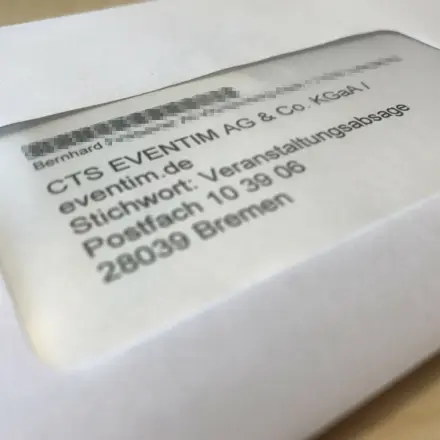 Bernhard
CTS EVENTIM AG & Co. KGaA /
eventim.de
Stichwort: Veranstaltungsabsage
Postfach 10 39 06
28039 Bremen